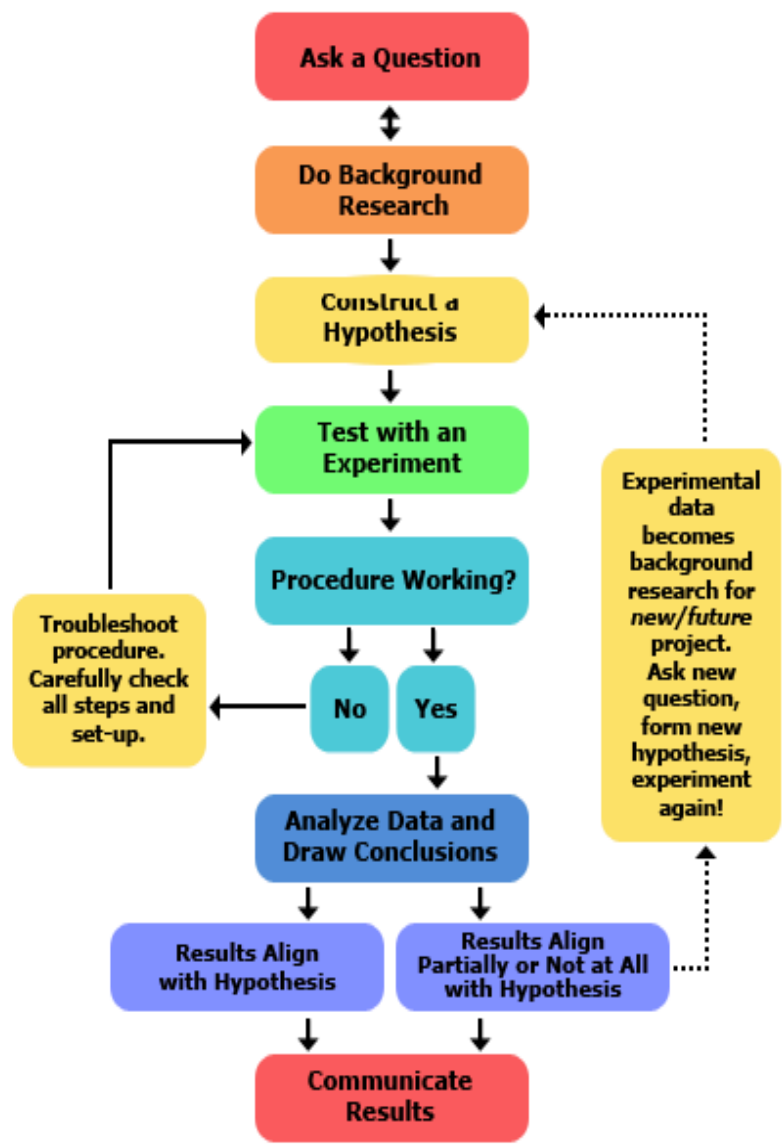 Ask a Question
Do Background
Research
Construct a
Hypothesis
Test with an
Experiment
Procedure Working?
Troubleshoot
procedure.
Carefully check
all steps and
set-up.
No
Yes
Experimental
data
becomes
background
research for
new/future
project.
Ask new
question,
form new
hypothesis,
experiment
again!
Analyze Data and
Draw Conclusions
Results Align
with Hypothesis
Results Align
Partially or Not at All
with Hypothesis
Communicate
Results